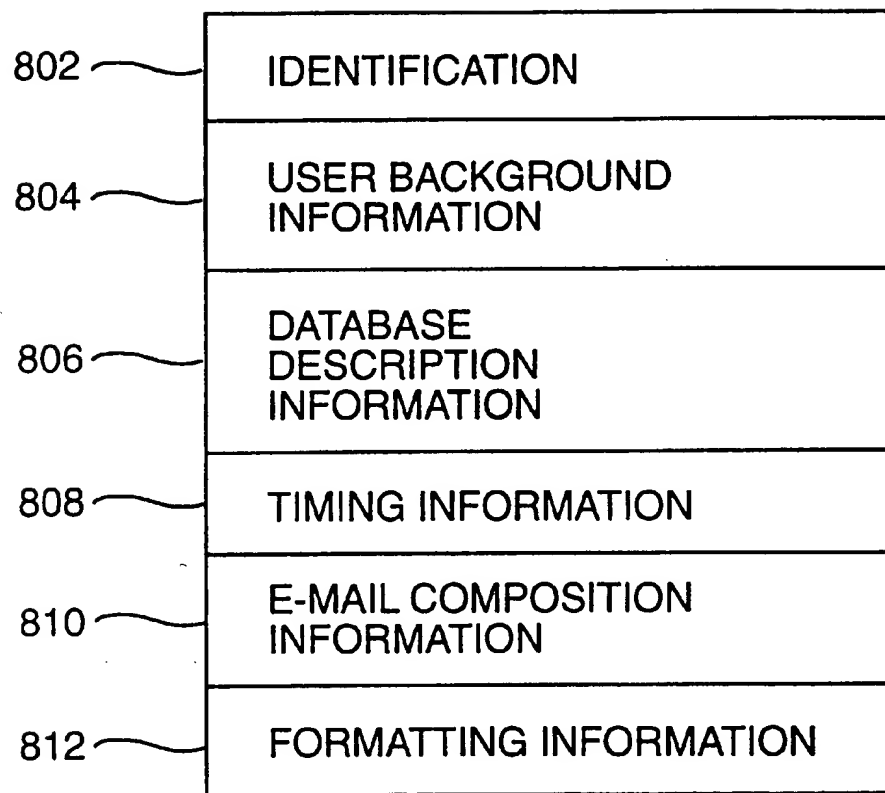 802 IDENTIFICATION
804 USER BACKGROUND
INFORMATION
806 DATABASE
DESCRIPTION
INFORMATION
808 TIMING INFORMATION
810 E-MAIL COMPOSITION
INFORMATION
812 FORMATTING INFORMATION